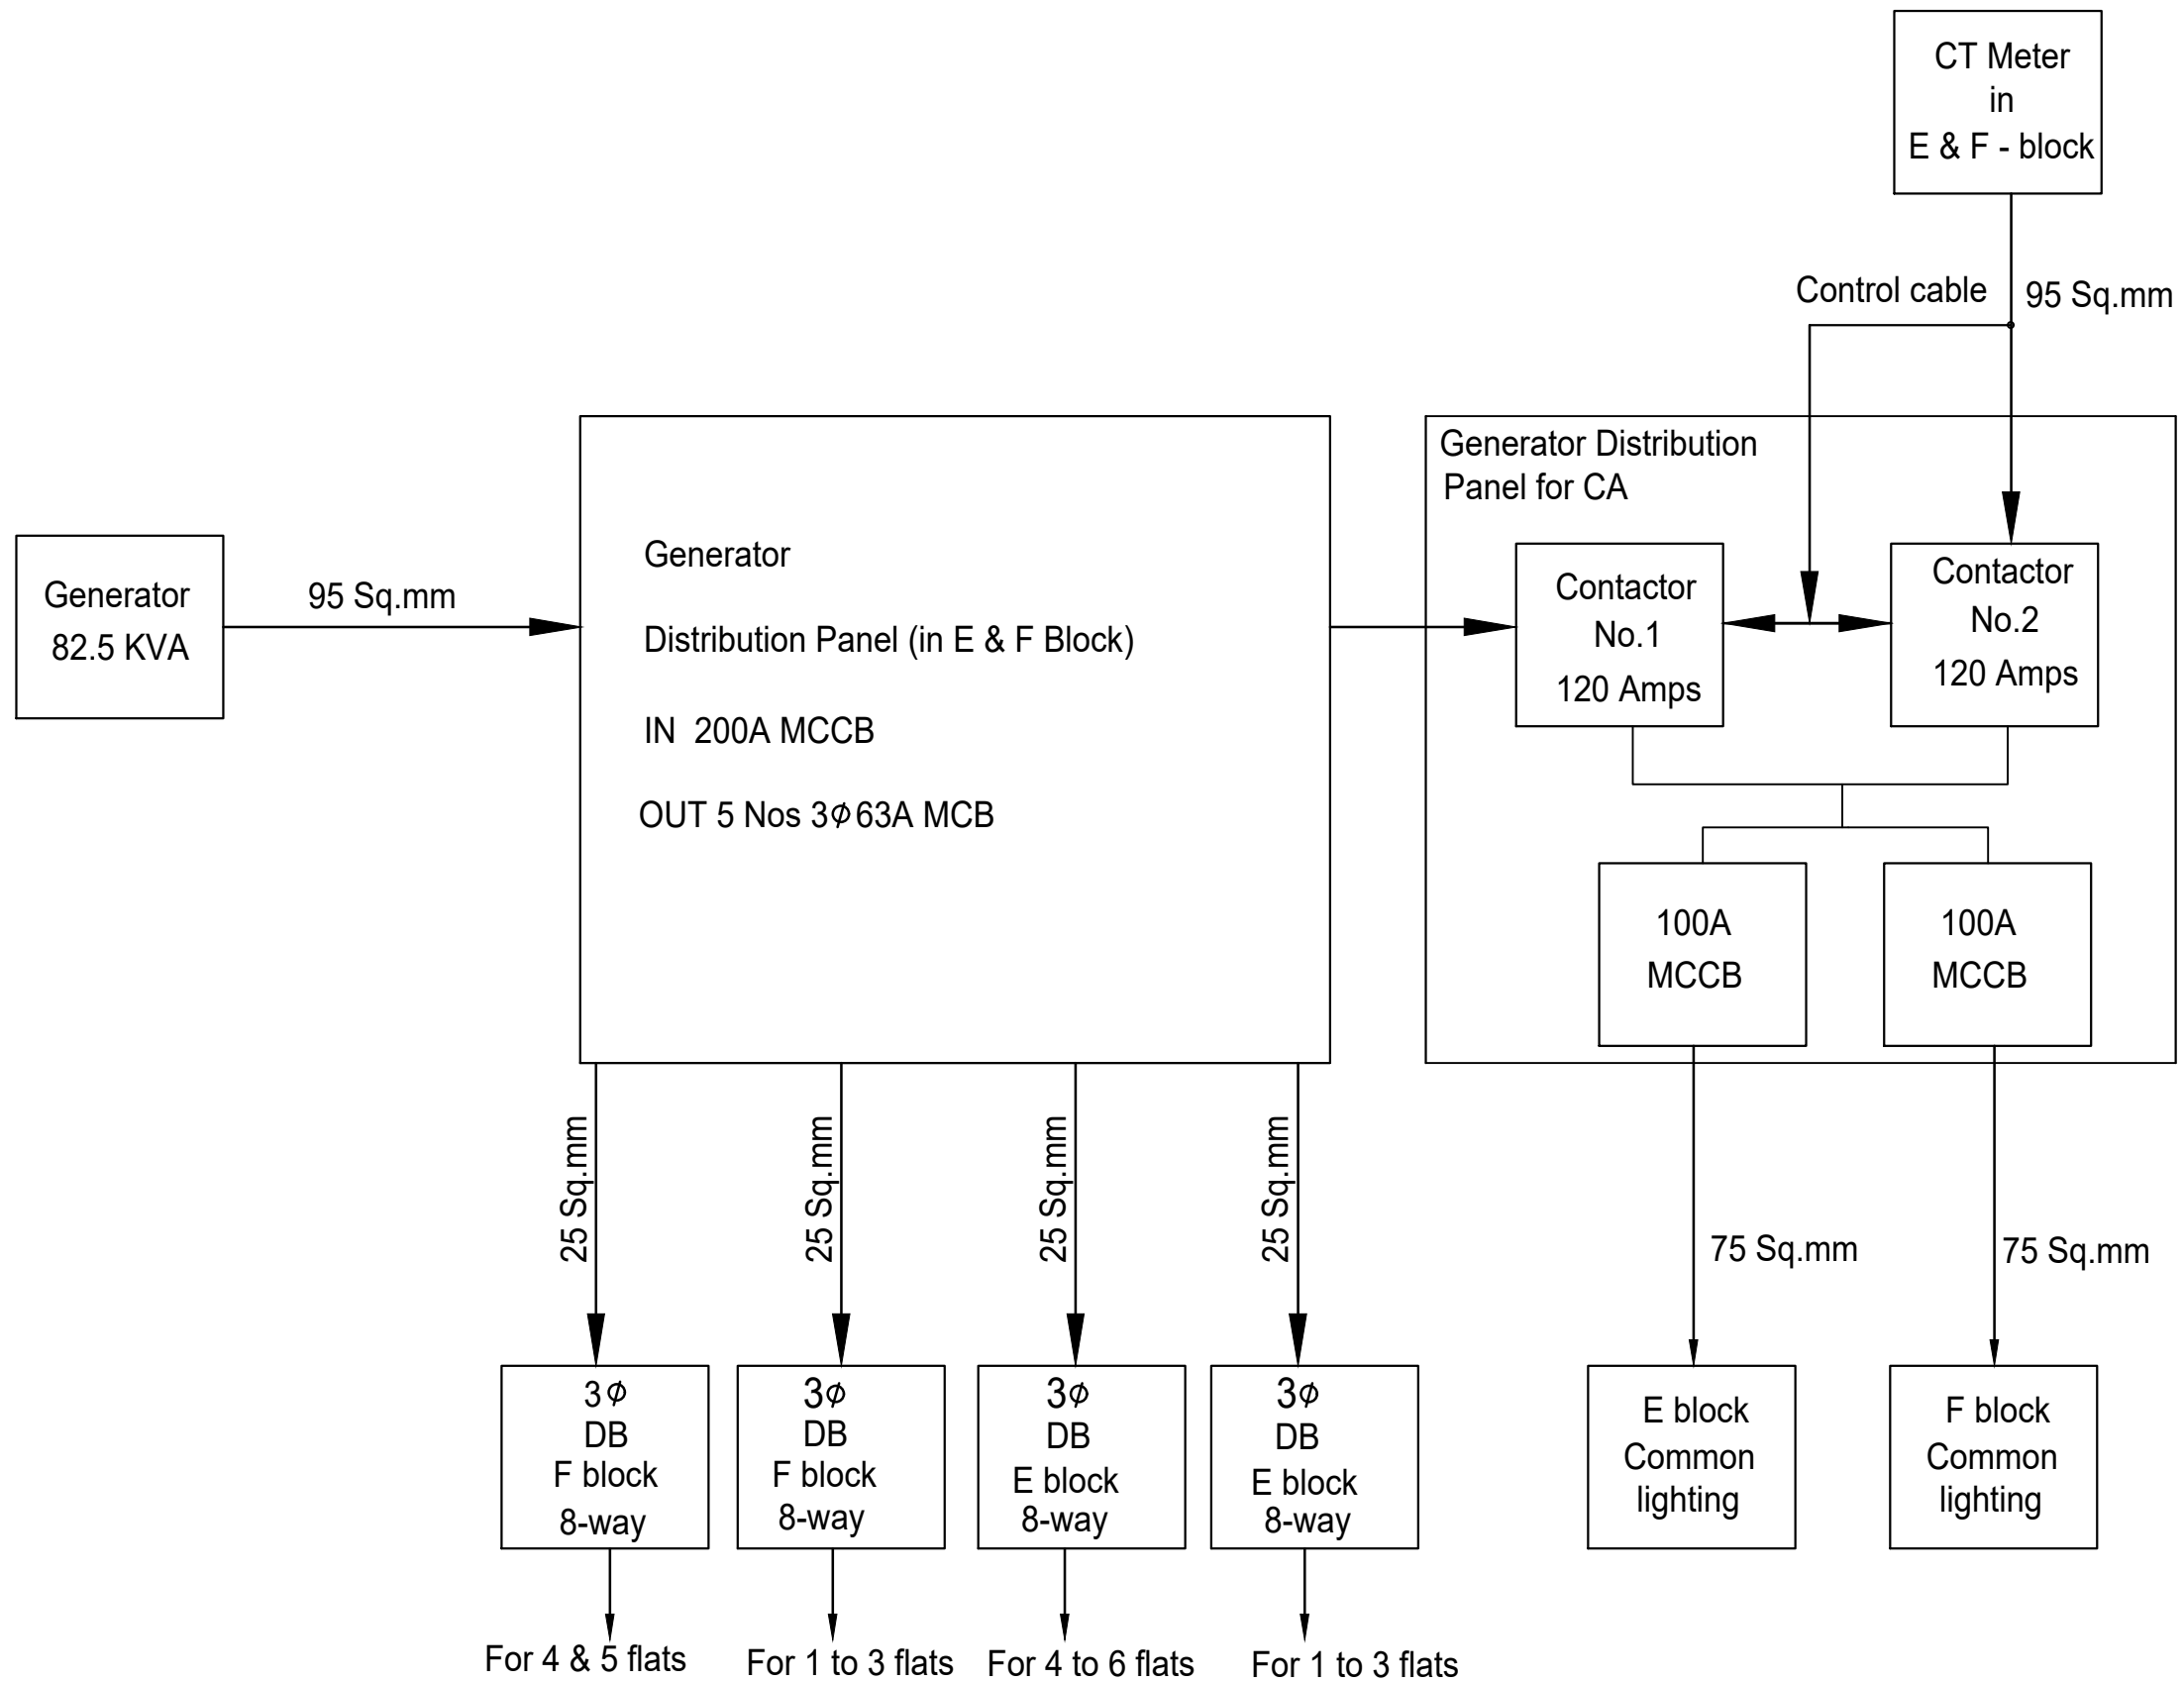 CT Meter
in
E & F - block
Control cable
95 Sq.mm
Generator Distribution
Panel for CA
Generator
82.5 KVA
95 Sq.mm
Generator
Distribution Panel (in E & F Block)
IN 200A MCCB
OUT 5 Nos 3ϕ 63A MCB
Contactor
No.1
120 Amps
Contactor
No.2
120 Amps
100A
MCCB
100A
MCCB
25 Sq.mm
25 Sq.mm
25 Sq.mm
25 Sq.mm
75 Sq.mm
75 Sq.mm
3ϕ
DB
F block
8-way
3ϕ
DB
F block
8-way
3ϕ
DB
E block
8-way
3ϕ
DB
E block
8-way
E block
Common
lighting
F block
Common
lighting
For 4 & 5 flats
For 1 to 3 flats
For 4 to 6 flats
For 1 to 3 flats